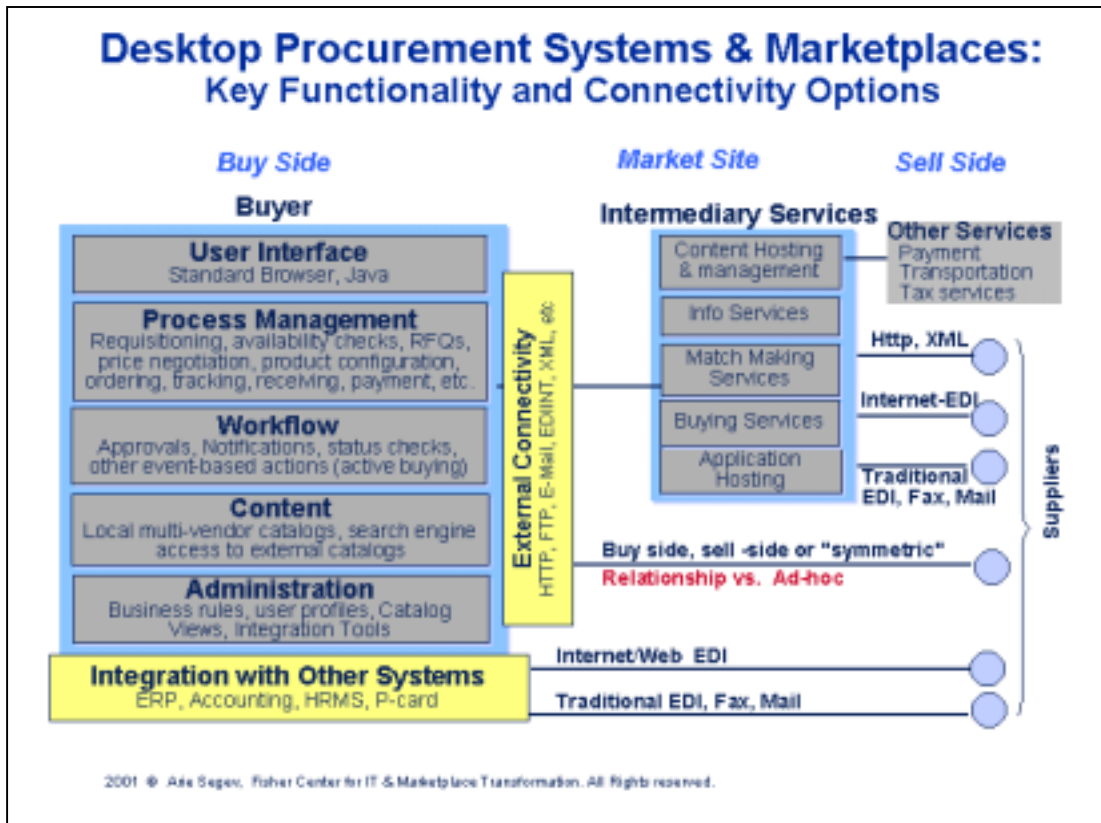 Desktop Procurement Systems & Marketplaces:
Key Functionality and Connectivity Options
Buy Side
Market Site
Sell Side
Buyer
User Interface
Standard Browser, Java
Process Management
Requisitioning, availability checks, RFQs,
price negotiation, product configuration,
ordering, tracking, receiving, payment, etc.
Workflow
Approvals, Notifications, status checks,
other event-based actions (active buying)
Content
Local multi-vendor catalogs, search engine
access to external catalogs
Administration
Business rules, user profiles, Catalog
Views, Integration Tools
Integration with Other Systems
ERP, Accounting, HRMS, P-card
External Connectivity
HTTP, FTP, E-Mail, EDIINT, XML, etc
Intermediary Services
Content Hosting
& management
Info Services
Match Making
Services
Buying Services
Application
Hosting
Other Services
Payment
Transportation
Tax services
Http, XML
Internet-EDI
Traditional
EDI, Fax, Mail
Buy side, sell -side or "symmetric"
Relationship vs. Ad-hoc
Internet/Web EDI
Traditional EDI, Fax, Mail
Suppliers
2001 © Arie Segev, Fisher Center for IT & Marketplace Transformation. All Rights reserved.